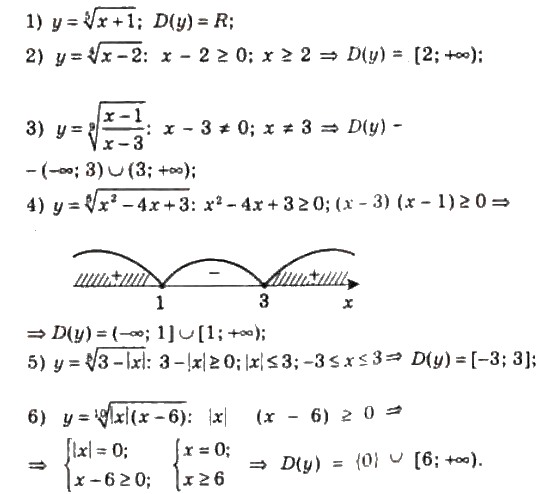 1) y = ⁵√(x+1); D(y) = R;
2) y = ⁴√(x−2): x − 2 ≥ 0; x ≥ 2 ⇒ D(y) = [2; +∞);
3) y = ⁹√((x−1)/(x−3)): x − 3 ≠ 0; x ≠ 3 ⇒ D(y) −
− (−∞; 3) ∪ (3; +∞);
4) y = ⁶√(x² − 4x + 3): x² − 4x + 3 ≥ 0; (x − 3) (x − 1) ≥ 0 ⇒
+ − +
1 3 x
⇒ D(y) = (−∞; 1] ∪ [1; +∞);
5) y = ⁸√(3 − |x|): 3 − |x| ≥ 0; |x| ≤ 3; −3 ≤ x ≤ 3 ⇒ D(y) = [−3; 3];
6) y = ¹⁰√(|x|(x − 6)): |x| (x − 6) ≥ 0 ⇒
⇒ {|x| = 0; {x = 0;
x − 6 ≥ 0; x ≥ 6 ⇒ D(y) = {0} ∪ [6; +∞).